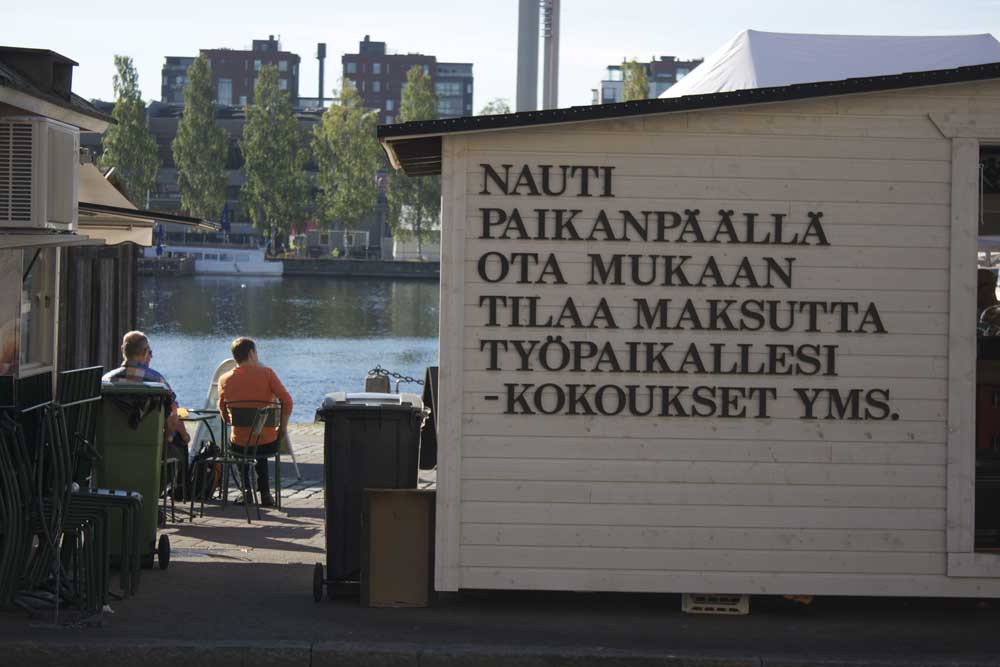 NAUTI
PAIKANPÄÄLLÄ
OTA MUKAAN
TILAA MAKSUTTA
TYÖPAIKALLESI
-KOKOUKSET YMS.